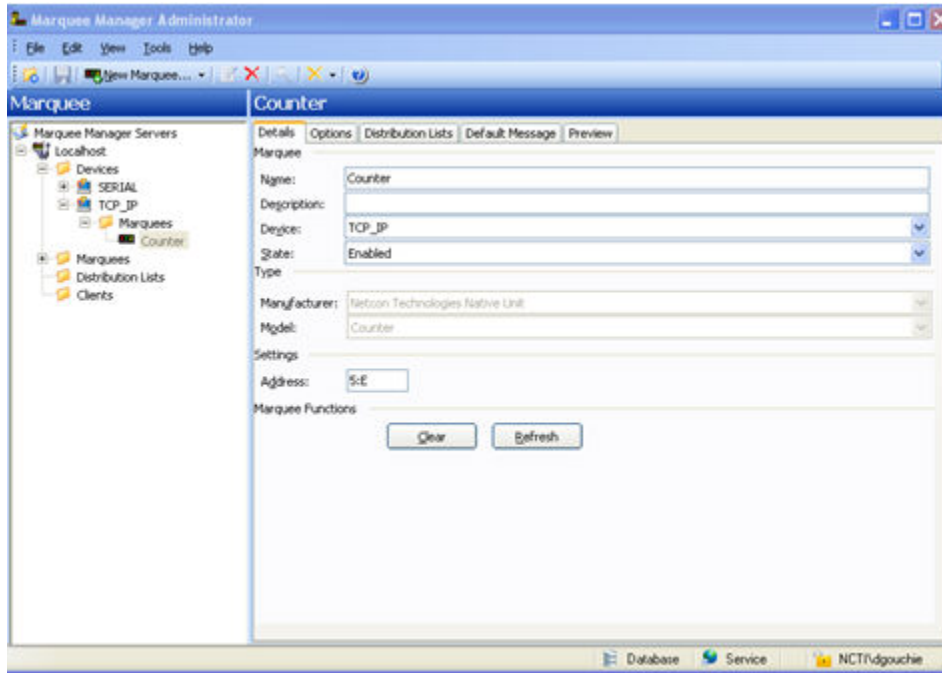 Marquee Manager Administrator
File Edit View Tools Help
New Marquee...
Marquee
Counter
Marquee Manager Servers
Localhost
Devices
SERIAL
TCP_IP
Marquees
Counter
Marquees
Distribution Lists
Clients
Details Options Distribution Lists Default Message Preview
Marquee
Name: Counter
Description:
Device: TCP_IP
State: Enabled
Type
Manufacturer: Netcon Technologies Native Unit
Model: Counter
Settings
Address: 5:E
Marquee Functions
Clear Refresh
Database Service NCTI\dgouchie